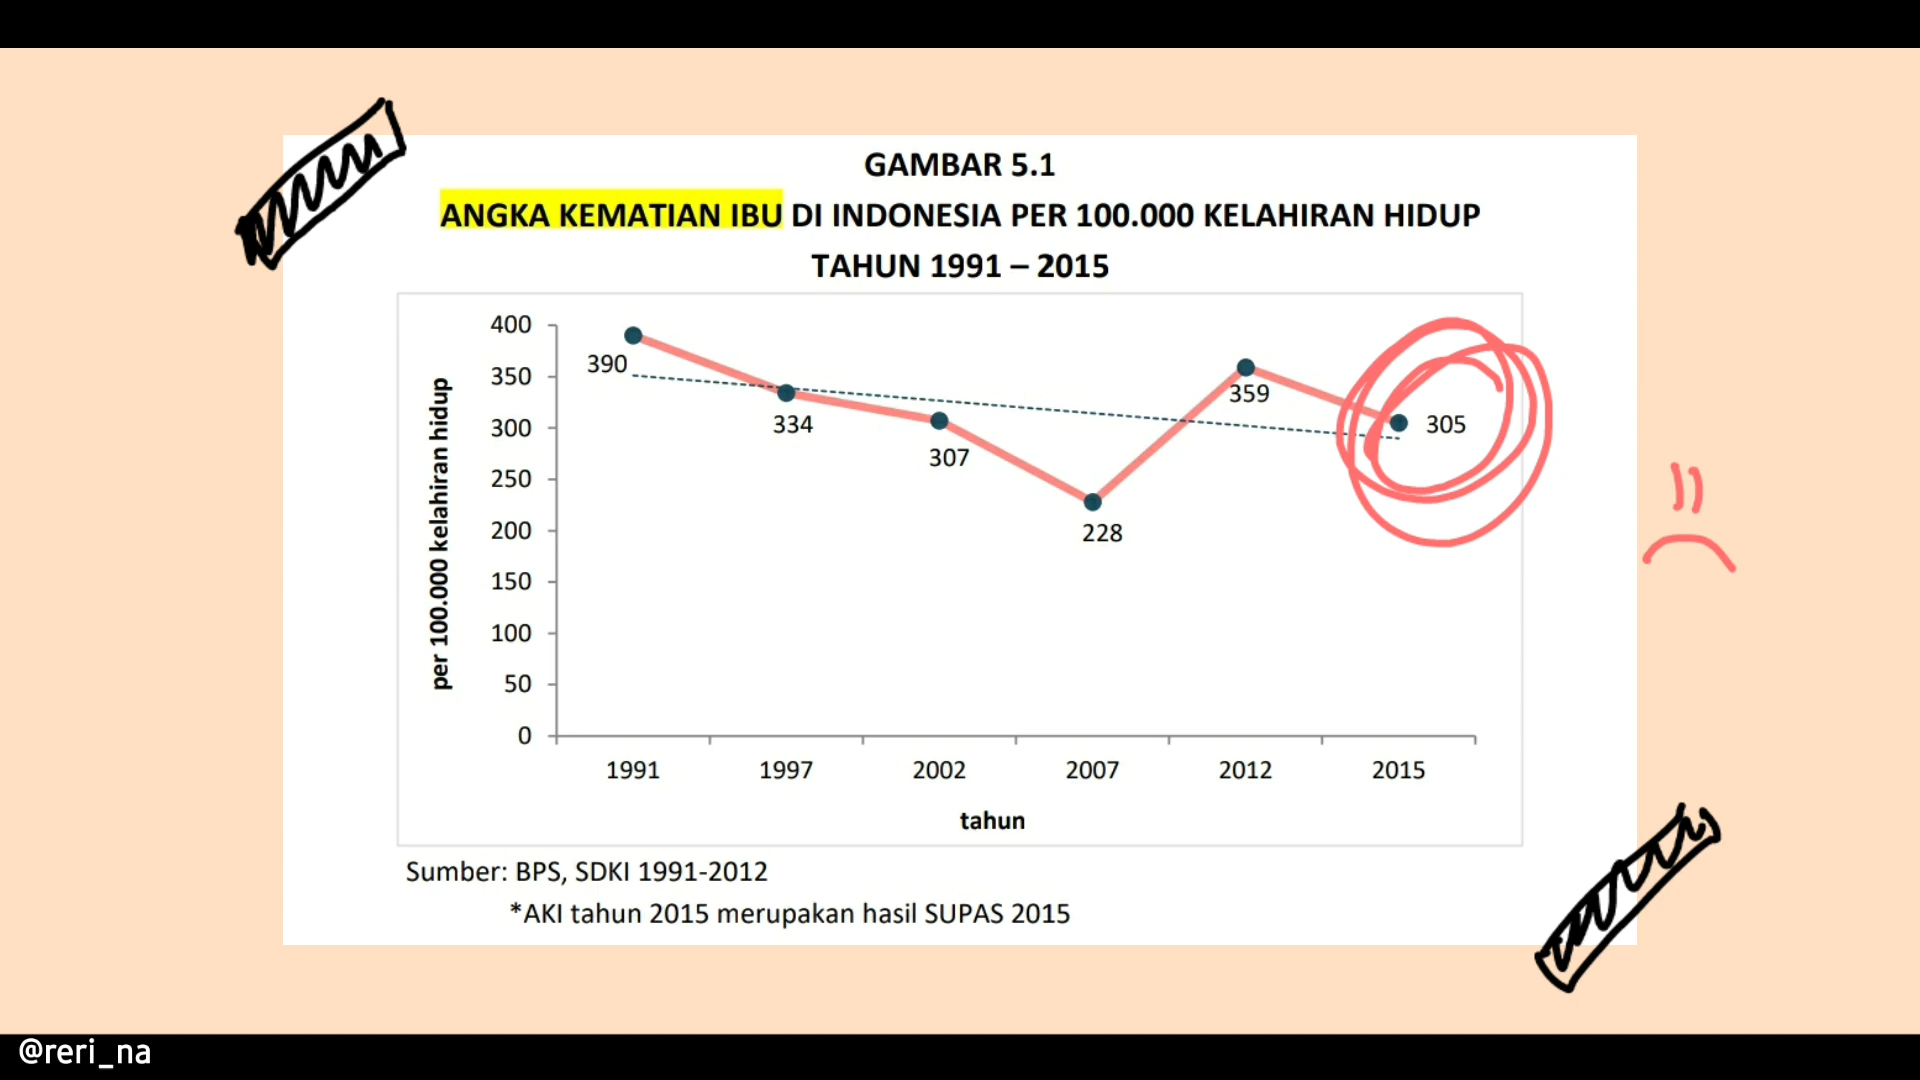 GAMBAR 5.1
ANGKA KEMATIAN IBU DI INDONESIA PER 100.000 KELAHIRAN HIDUP
TAHUN 1991 – 2015
per 100.000 kelahiran hidup
400
350
300
250
200
150
100
50
0
390
334
307
228
359
305
1991 1997 2002 2007 2012 2015
tahun
Sumber: BPS, SDKI 1991-2012
*AKI tahun 2015 merupakan hasil SUPAS 2015
@reri_na